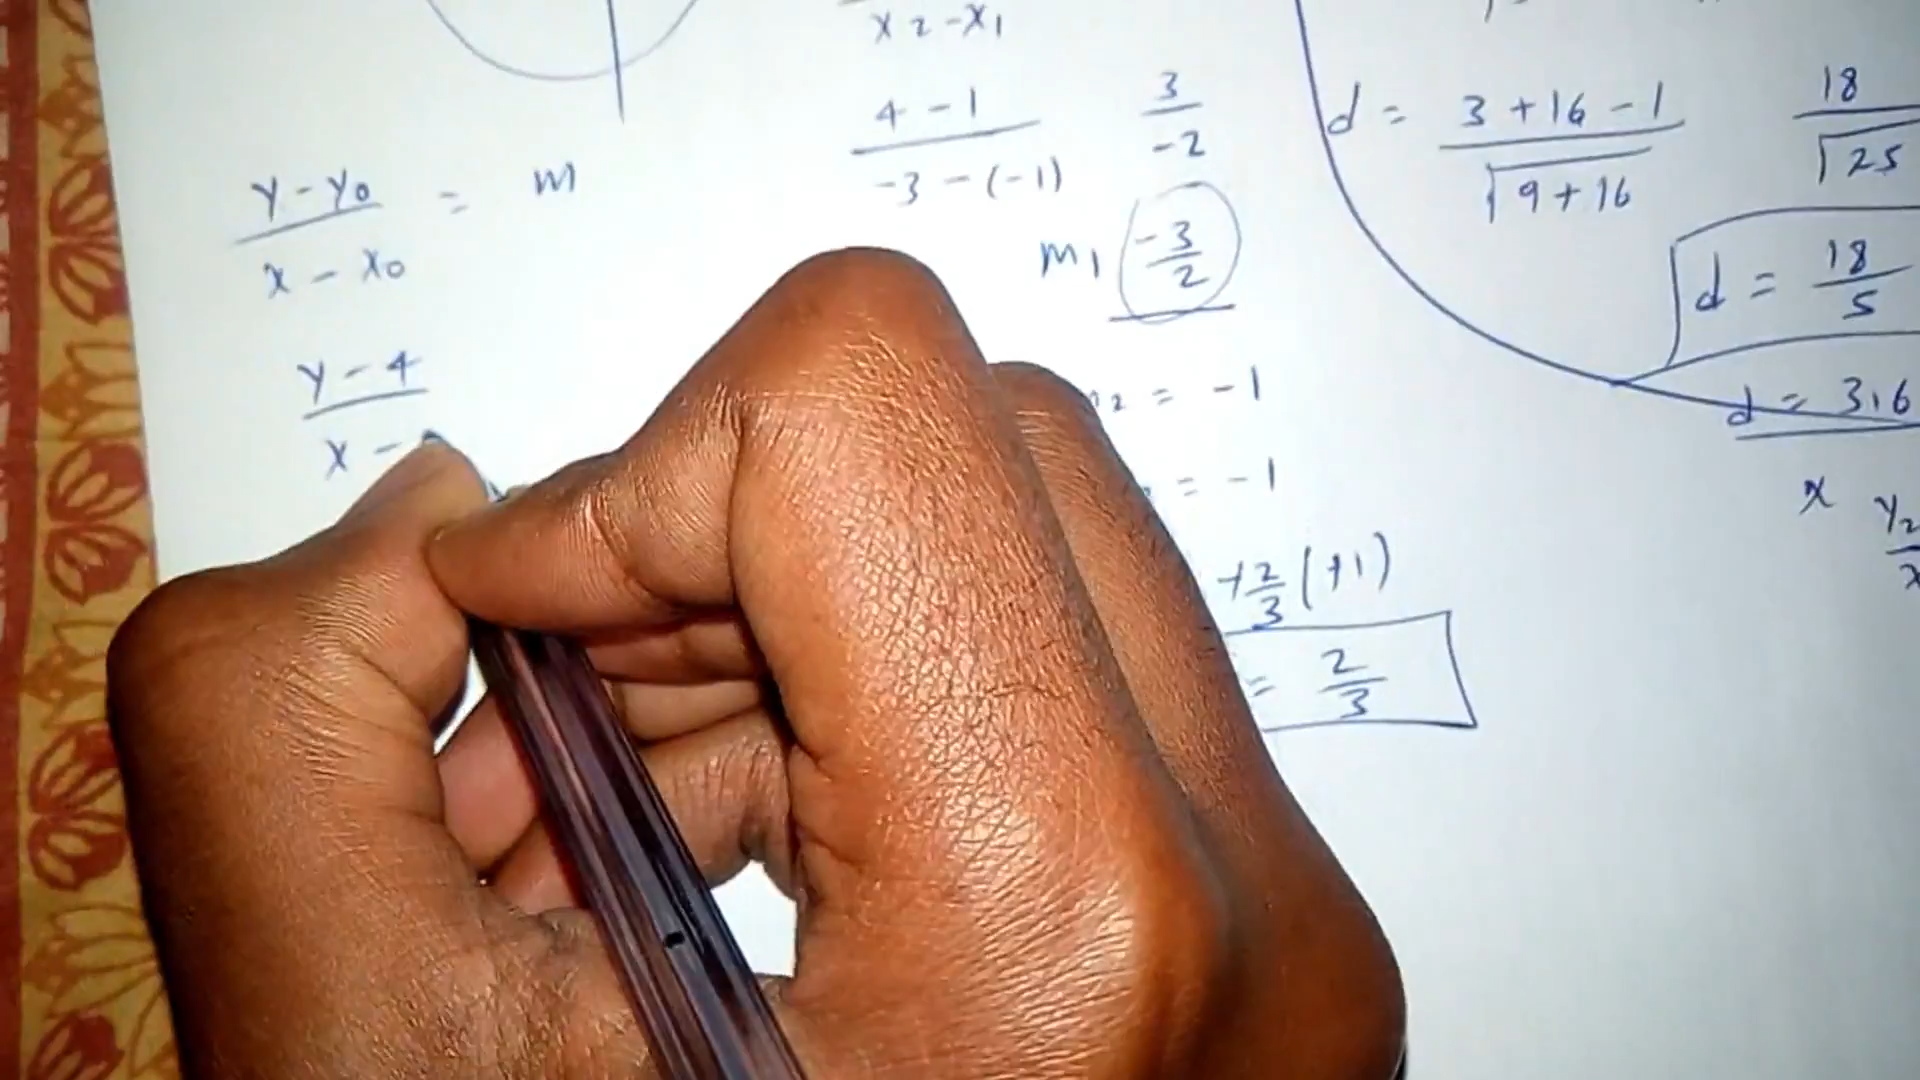 x2-x1
4-1
-3-(-1)
3
-2
m1 -3/2
2 = -1
= -1
+2/3(+1)
= 2/3
y-y0
x-x0
= m
y-4
x-
d = 3+16-1
√9+16
18
√25
d = 18/5
d = 3.6
x y2